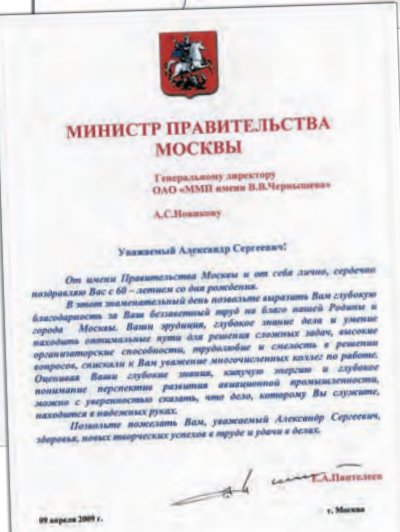 МИНИСТР ПРАВИТЕЛЬСТВА
МОСКВЫ
Генеральному директору
ОАО «ММП имени В.В.Чернышева»
А.С.Новикову
Уважаемый Александр Сергеевич!
От имени Правительства Москвы и от себя лично, сердечно
поздравляю Вас с 60 – летием со дня рождения.
В этот знаменательный день позвольте выразить Вам глубокую
благодарность за Ваш беззаветный труд на благо нашей Родины и
города Москвы. Ваши эрудиция, глубокое знание дела и умение
находить оптимальные пути для решения сложных задач, высокие
организаторские способности, трудолюбие и смелость в решении
вопросов, снискали к Вам уважение многочисленных коллег по работе.
Оценивая Ваши глубокие знания, кипучую энергию и глубокое
понимание перспектив развития авиационной промышленности,
можно с уверенностью сказать, что дело, которому Вы служите,
находится в надежных руках.
Позвольте пожелать Вам, уважаемый Александр Сергеевич,
здоровья, новых творческих успехов в труде и удачи в делах.
Е.А.Пантелеев
09 апреля 2009 г. г. Москва